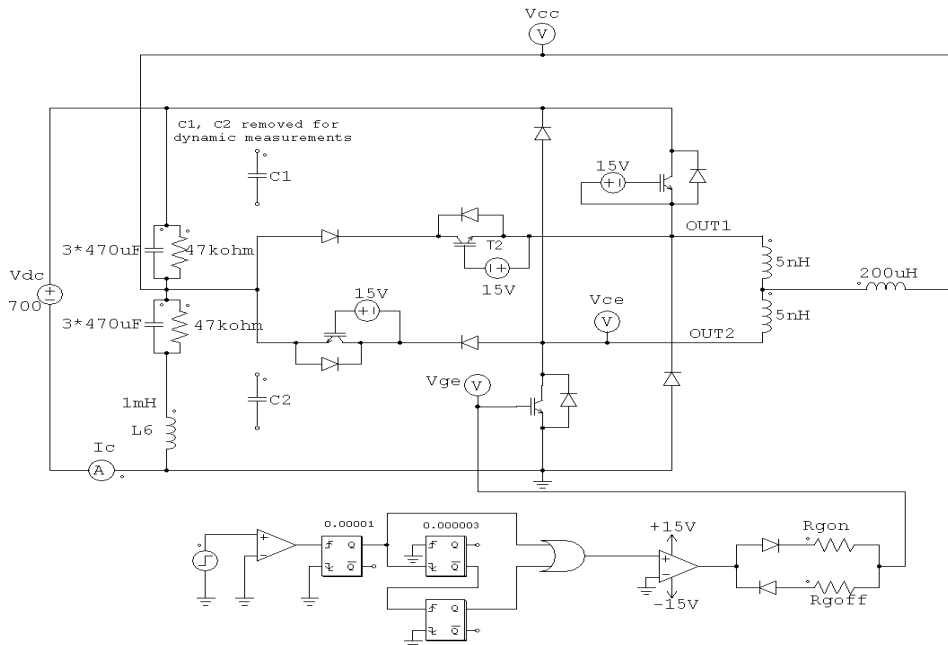 Vcc
V
C1, C2 removed for
dynamic measurements
C1
15V
T2
15V
OUT1
3*470uF
47kohm
5nH
Vdc
700
15V
Vce
V
200uH
3*470uF
47kohm
5nH
OUT2
Vge
V
C2
1mH
L6
Ic
A
0.00001
0.000003
Q
Q
Q
Q
Q
Q
+15V
-15V
Rgon
Rgoff